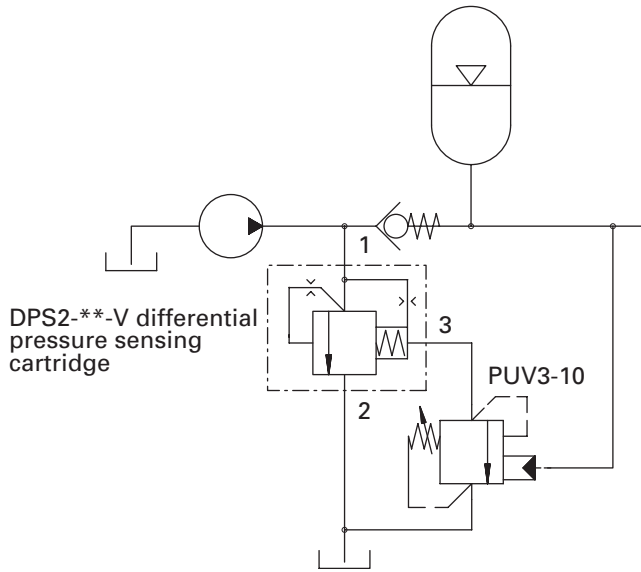 1
DPS2-**-V differential
pressure sensing
cartridge
3
PUV3-10
2